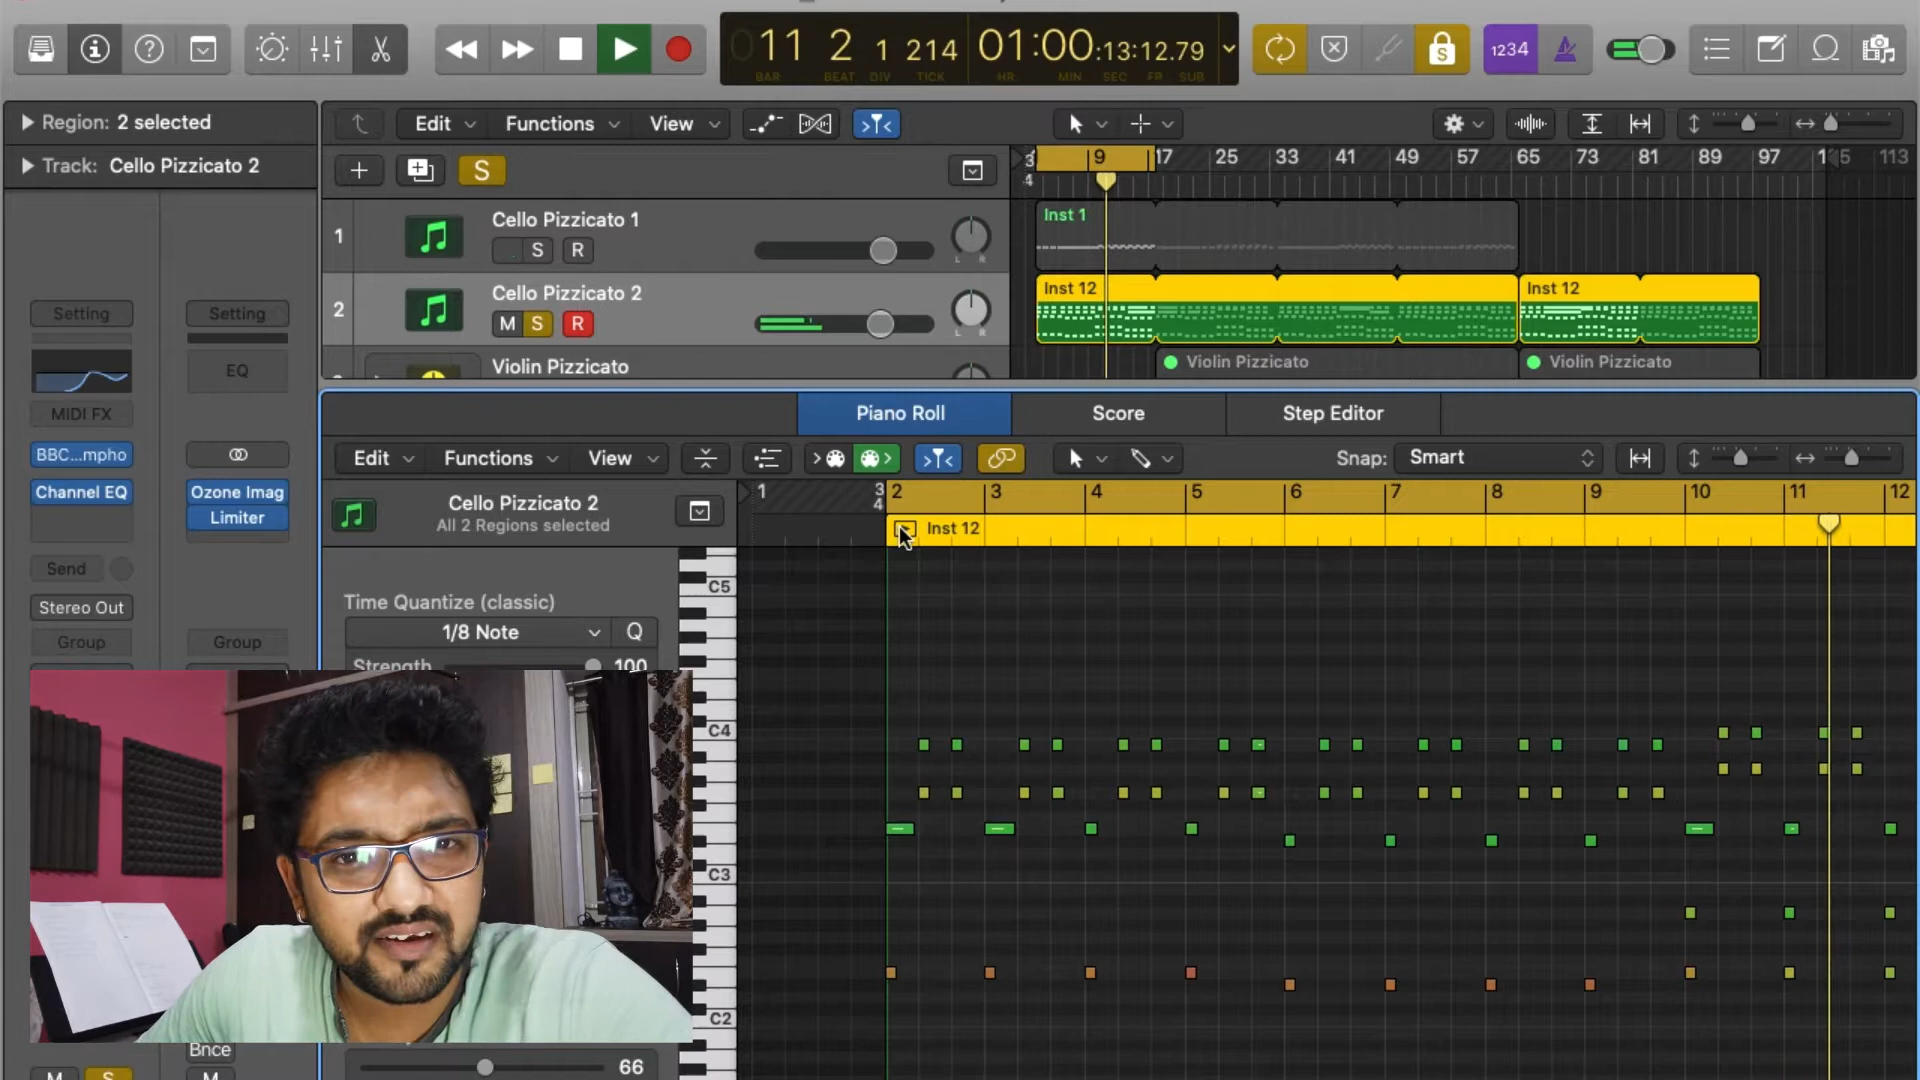 11 2 1 214 01:00:13:12.79
BAR BEAT DIV TICK HR MIN SEC FR SUB
1234
Region: 2 selected
Edit Functions View
Track: Cello Pizzicato 2
S
9 17 25 33 41 49 57 65 73 81 89 97 113
3
4
1 Cello Pizzicato 1
S R
L R
Inst 1
2 Cello Pizzicato 2
M S R
L R
Inst 12 Inst 12
Violin Pizzicato
Violin Pizzicato Violin Pizzicato
Setting Setting
EQ
MIDI FX
BBC...mpho
Channel EQ Ozone Imag
Limiter
Send
Stereo Out
Group Group
Piano Roll Score Step Editor
Edit Functions View Snap: Smart
Cello Pizzicato 2
All 2 Regions selected
1 3 2 3 4 5 6 7 8 9 10 11 12
4
Inst 12
Time Quantize (classic)
1/8 Note Q
Strength 100
C5
C4
C3
C2
Bnce
66
M S M